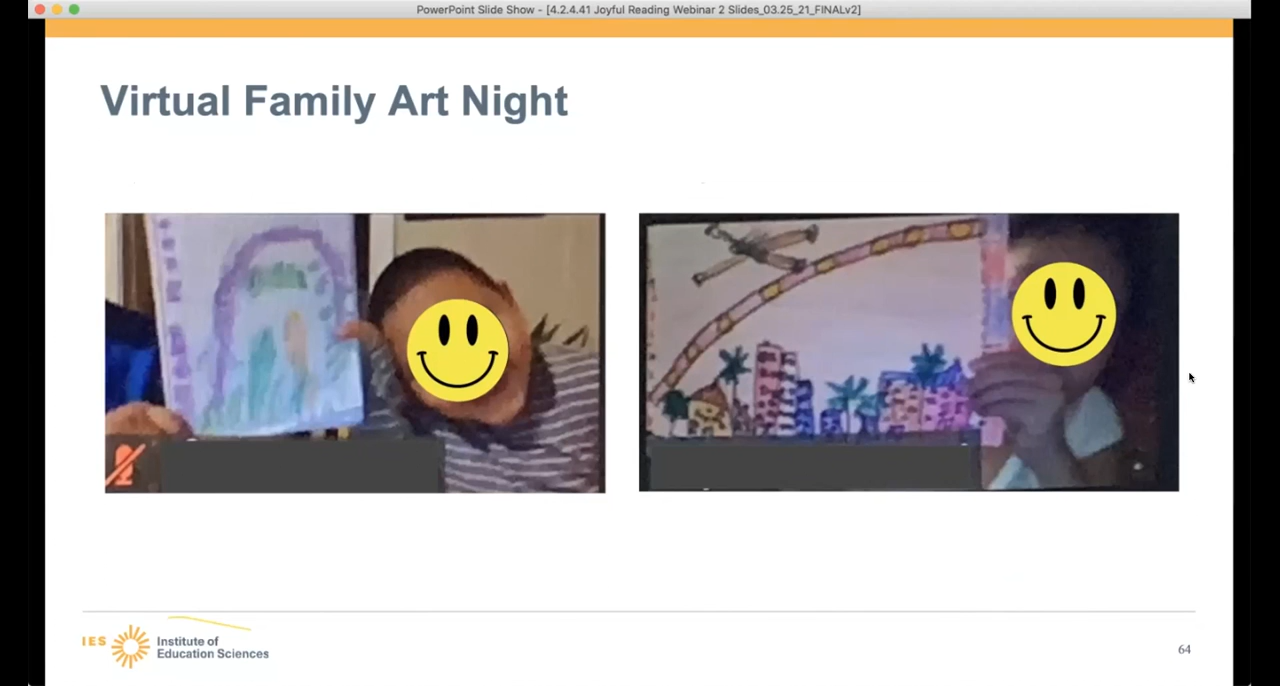 PowerPoint Slide Show - [4.2.4.41 Joyful Reading Webinar 2 Slides_03.25_21_FINALv2]
Virtual Family Art Night
IES
Institute of
Education Sciences
64